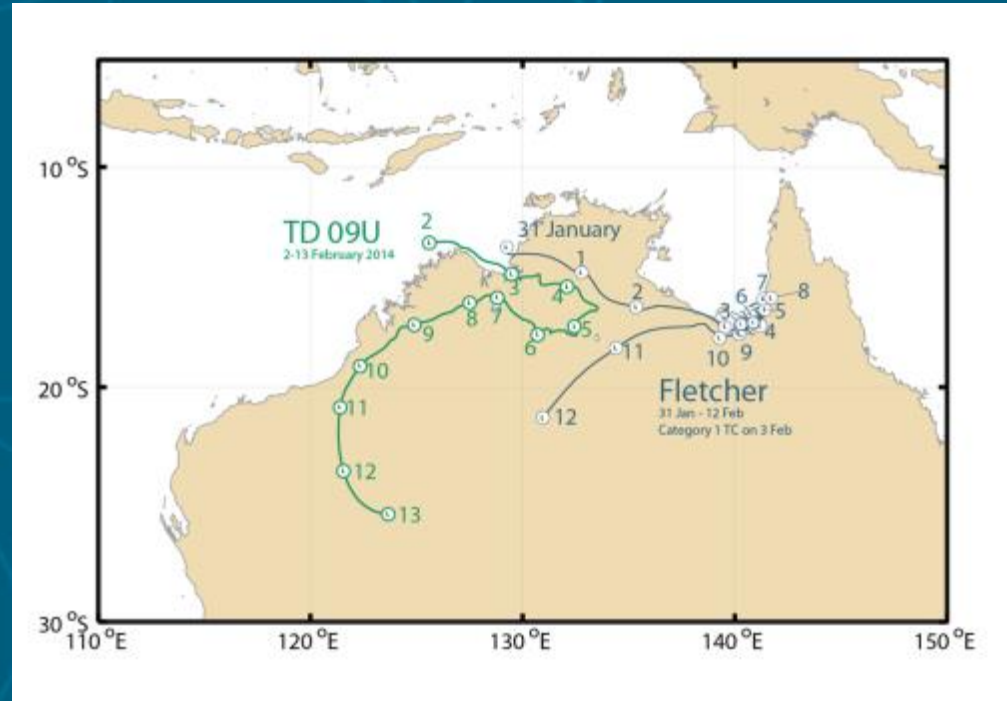 10 °S
20 °S
30 °S
110 °E
120 °E
130 °E
140 °E
150 °E
TD 09U
2-13 February 2014
2
3
4
5
6
7
8
9
10
11
12
13
31 January
1
2
3
6
7
8
5
4
9
10
11
12
Fletcher
31 Jan - 12 Feb
Category 1 TC on 3 Feb